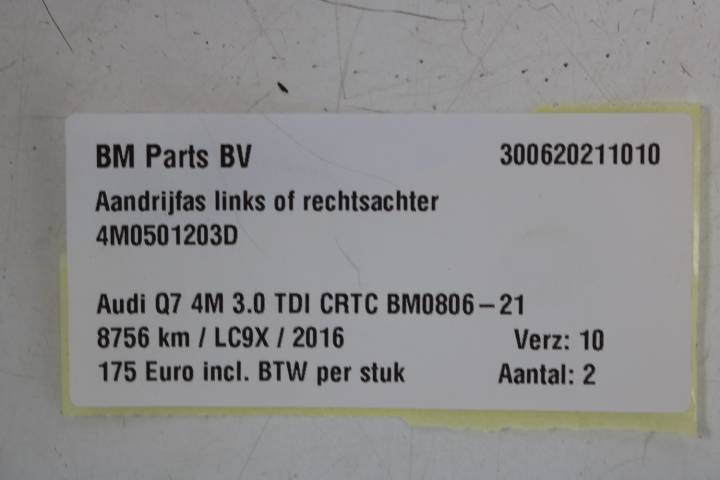 BM Parts BV 300620211010
Aandrijfas links of rechtsachter
4M0501203D
Audi Q7 4M 3.0 TDI CRTC BM0806-21
8756 km / LC9X / 2016 Verz: 10
175 Euro incl. BTW per stuk Aantal: 2